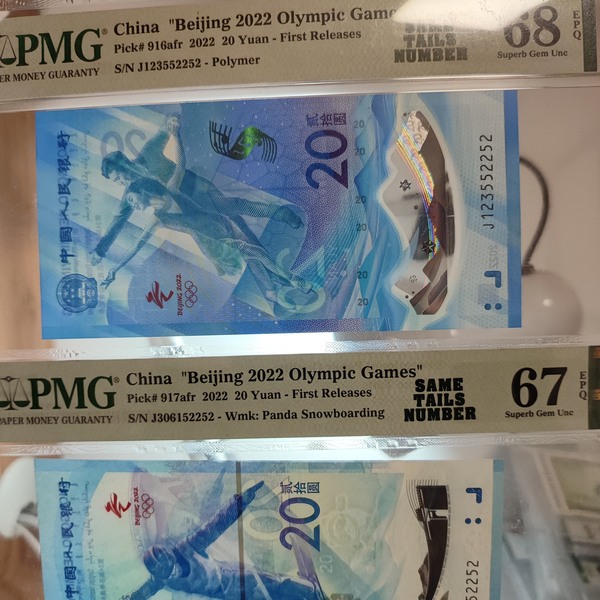 PMG
PAPER MONEY GUARANTY
China "Beijing 2022 Olympic Games
Pick# 916afr 2022 20 Yuan - First Releases
S/N J123552252 - Polymer
SAME
TAILS
NUMBER
68
EPQ
Superb Gem Unc
中国人民银行
20
贰拾圆
20
20
20
20
BEIJING 2022
J123552252
PMG
PAPER MONEY GUARANTY
China "Beijing 2022 Olympic Games"
Pick# 917afr 2022 20 Yuan - First Releases
S/N J306152252 - Wmk: Panda Snowboarding
SAME
TAILS
NUMBER
67
EPQ
Superb Gem Unc
中国人民银行
BEIJING 2022
20
贰拾圆
52252